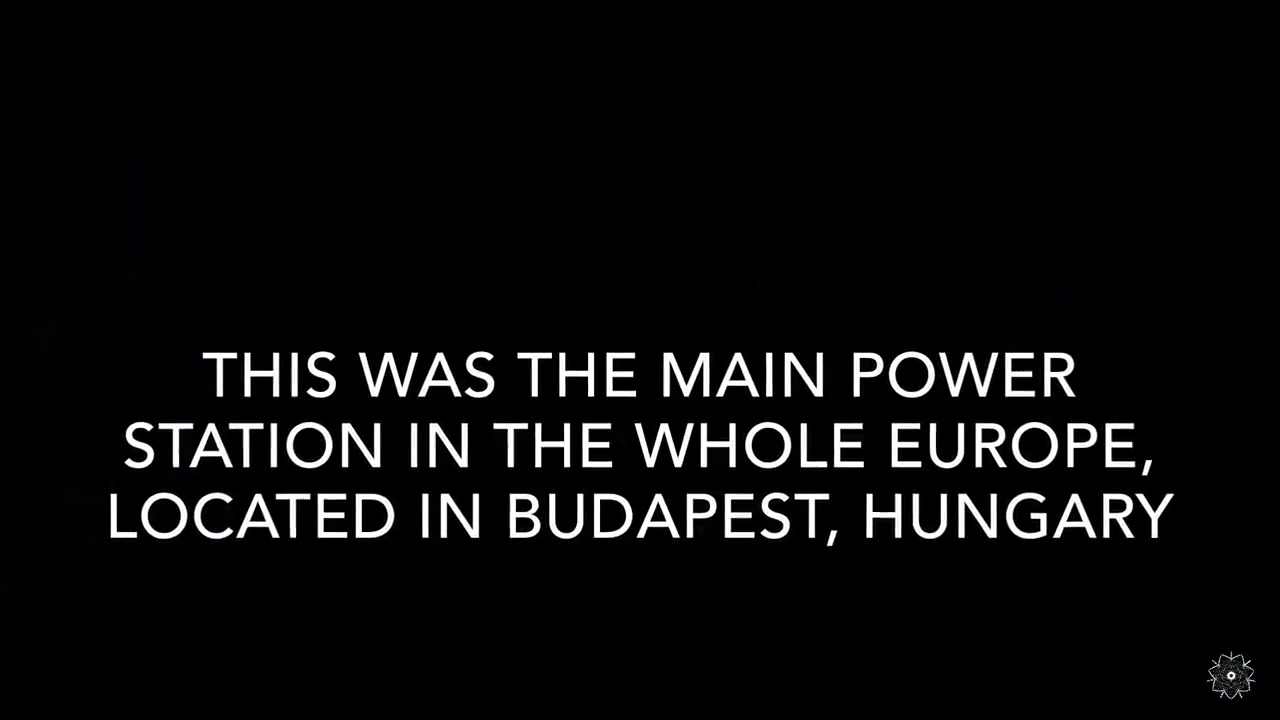 THIS WAS THE MAIN POWER
STATION IN THE WHOLE EUROPE,
LOCATED IN BUDAPEST, HUNGARY